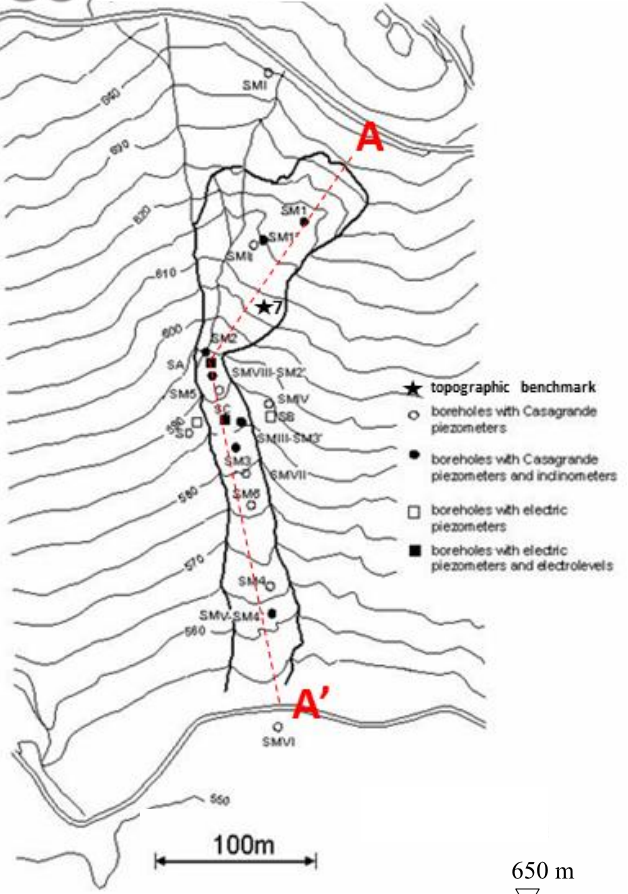 SMI
640
A
630
620
SM1
SM1'
SMII
610
7
600
SM2
SA
SMVIII-SM2'
SM5
SMIV
SC
SB
590
SD
SMIII-SM3'
SM3
SMVII
580
SM6
570
SM4
SMV-SM4'
560
A'
SMVI
550
topographic benchmark
boreholes with Casagrande
piezometers
boreholes with Casagrande
piezometers and inclinometers
boreholes with electric
piezometers
boreholes with electric
piezometers and electrolevels
100m
650 m